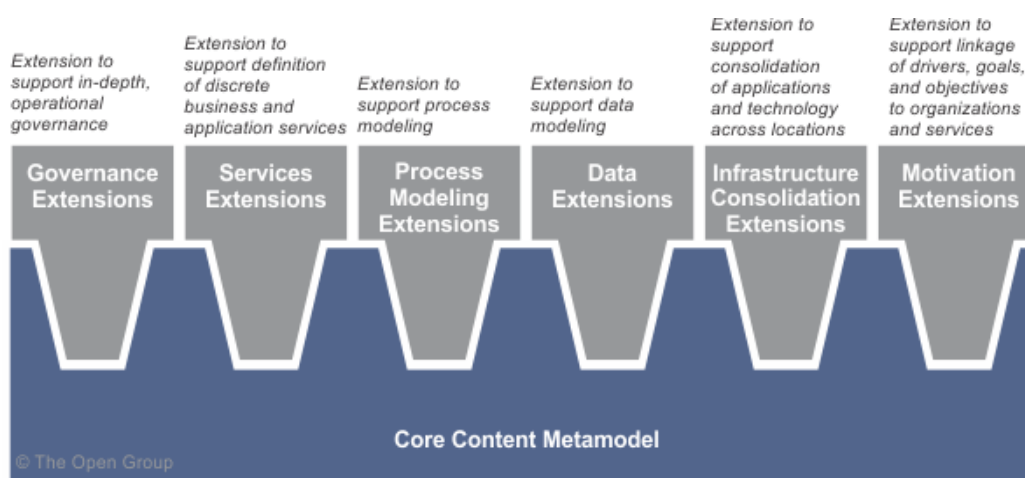 Extension to
support in-depth,
operational
governance
Extension to
support definition
of discrete
business and
application services
Extension to
support process
modeling
Extension to
support data
modeling
Extension to
support
consolidation
of applications
and technology
across locations
Extension to
support linkage
of drivers, goals,
and objectives
to organizations
and services
Governance
Extensions
Services
Extensions
Process
Modeling
Extensions
Data
Extensions
Infrastructure
Consolidation
Extensions
Motivation
Extensions
Core Content Metamodel
© The Open Group